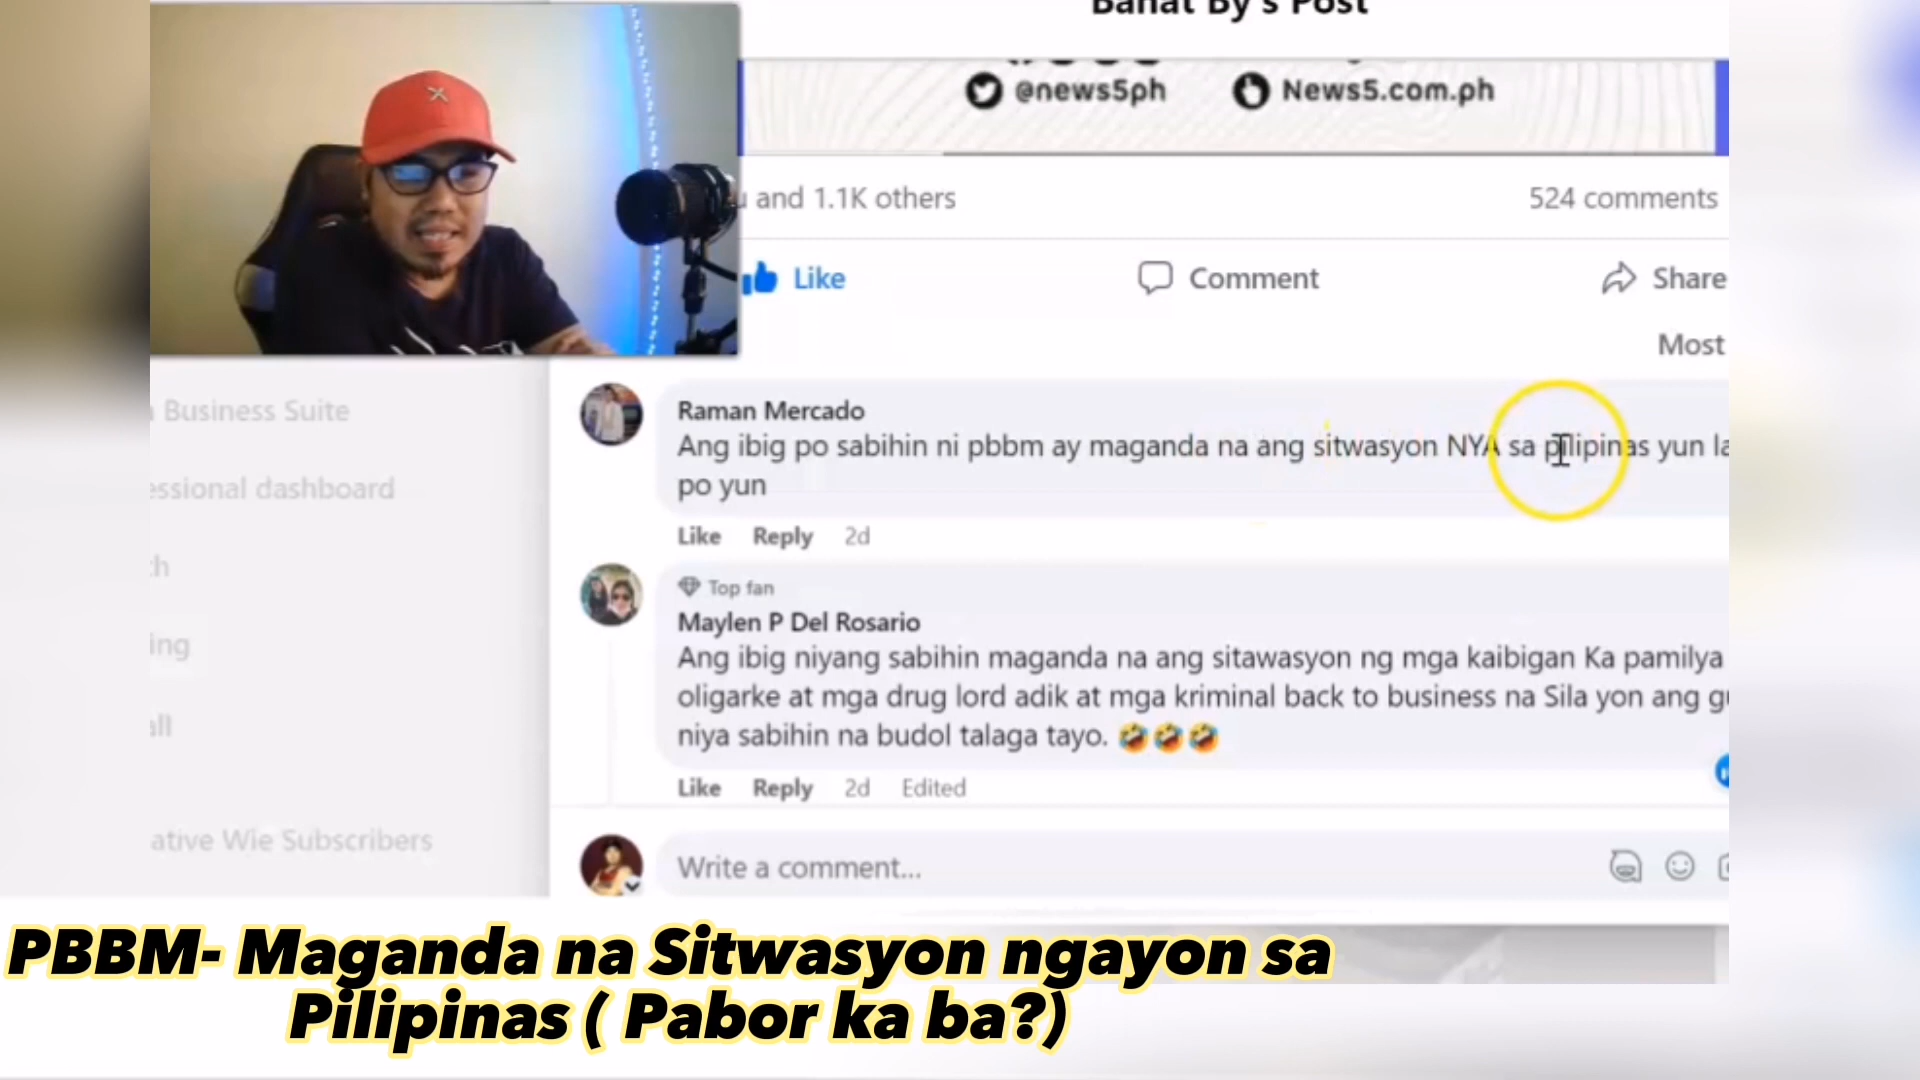 Banat By's Post
@news5ph News5.com.ph
and 1.1K others 524 comments
Like Comment Share
Most
Business Suite
Raman Mercado
Ang ibig po sabihin ni pbbm ay maganda na ang sitwasyon NYA sa pilipinas yun
po yun
Like Reply 2d
Top fan
Maylen P Del Rosario
Ang ibig niyang sabihin maganda na ang sitawasyon ng mga kaibigan Ka pamilya
oligarke at mga drug lord adik at mga kriminal back to business na Sila yon ang
niya sabihin na budol talaga tayo. 🤣🤣🤣
Like Reply 2d Edited
dashboard
Subscribers
Write a comment...
PBBM- Maganda na Sitwasyon ngayon sa
Pilipinas ( Pabor ka ba?)